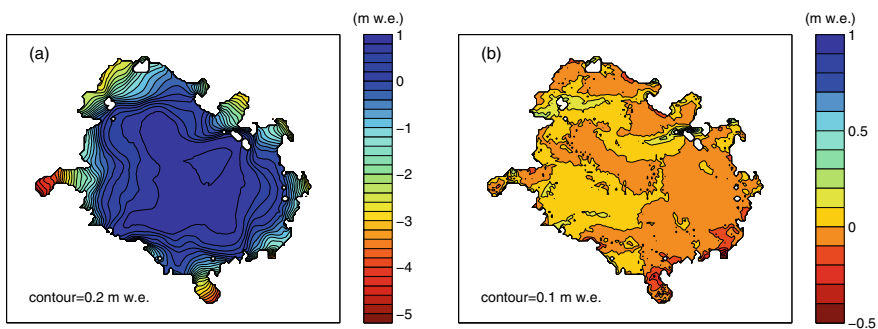 (m w.e.)
(a)
1
0
−1
−2
−3
−4
−5
contour=0.2 m w.e.
(m w.e.)
(b)
1
0.5
0
−0.5
contour=0.1 m w.e.